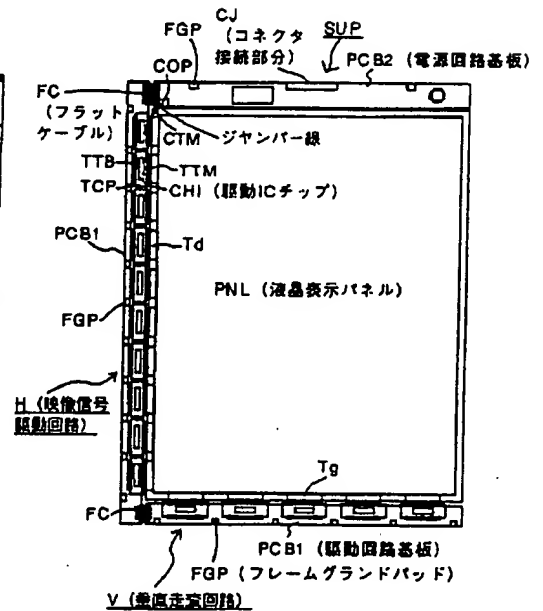 CJ
(コネクタ
接続部分)
FGP
SUP
PCB2 (電源回路基板)
COP
FC
(フラット
ケーブル)
CTM
ジヤンパー線
TTB
TTM
TCP
CHI (駆動ICチップ)
PCB1
Td
PNL (液晶表示パネル)
FGP
H (映像信号
駆動回路)
Tg
FC
PCB1 (駆動回路基板)
FGP (フレームグランドパッド)
V (垂直走査回路)